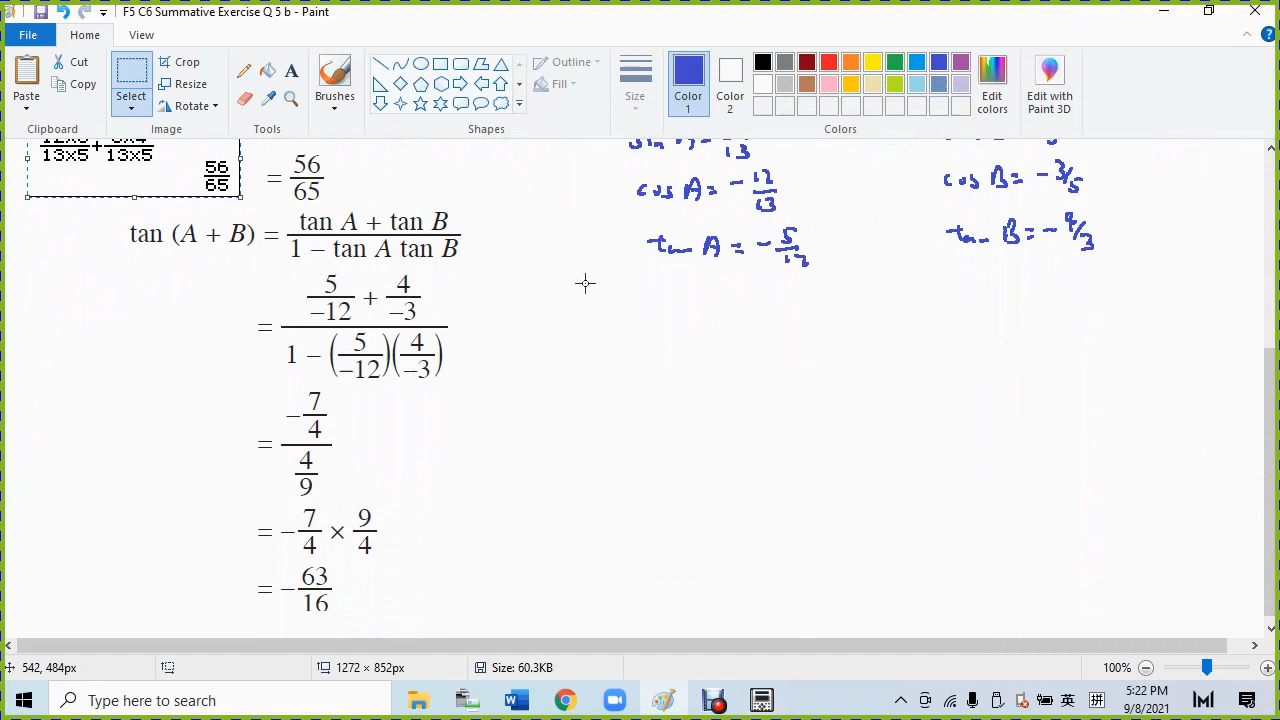 F5 C6 Summative Exercise Q 5 b - Paint
File Home View
Paste Cut Copy Select Crop Resize Rotate Brushes Outline Fill Size Color 1 Color 2 Edit colors Edit with Paint 3D
Clipboard Image Tools Shapes Colors
13x5 13x5
56/65
= 56/65
cos A = - 12/13
cos B = - 3/5
tan (A + B) = (tan A + tan B)/(1 − tan A tan B)
tan A = - 5/12
tan B = - 4/3
= (5/−12 + 4/−3)/(1 − (5/−12)(4/−3))
= (−7/4)/(4/9)
= −7/4 × 9/4
= −63/16
542, 484px 1272 × 852px Size: 60.3KB 100%
Type here to search 英 拼 5:22 PM
9/8/2021